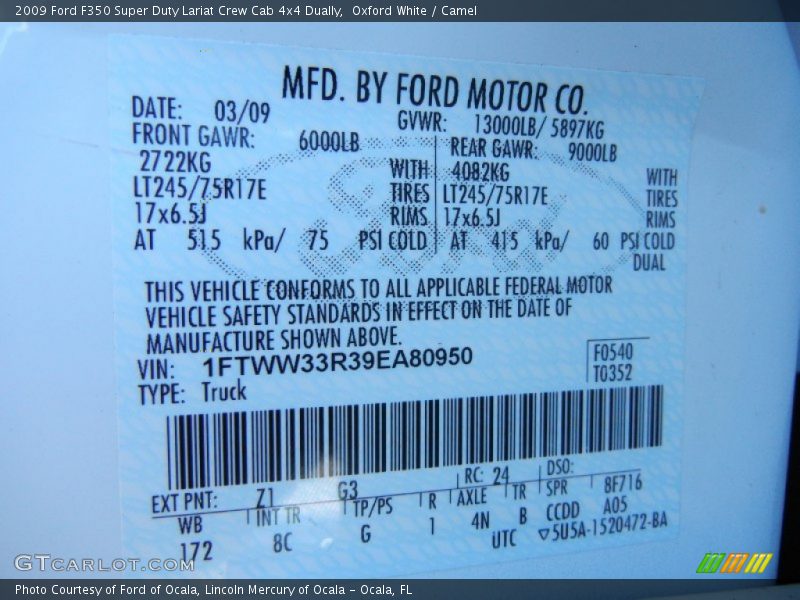 2009 Ford F350 Super Duty Lariat Crew Cab 4x4 Dually,  Oxford White / Camel
MFD. BY FORD MOTOR CO.
DATE: 03/09 GVWR: 13000LB/ 5897KG
FRONT GAWR: 6000LB REAR GAWR: 9000LB
2722KG WITH 4082KG WITH
LT245/75R17E TIRES LT245/75R17E TIRES
17x6.5J RIMS 17x6.5J RIMS
AT 515 kPa/ 75 PSI COLD AT 415 kPa/ 60 PSI COLD
DUAL
Ford
THIS VEHICLE CONFORMS TO ALL APPLICABLE FEDERAL MOTOR
VEHICLE SAFETY STANDARDS IN EFFECT ON THE DATE OF
MANUFACTURE SHOWN ABOVE.
VIN: 1FTWW33R39EA80950 F0540
TYPE: Truck T0352
EXT PNT: Z1 G3 RC: 24 DSO:
WB INT TR TP/PS R AXLE TR SPR 8F716
172 8C G 1 4N B CCDD A05
UTC ▽5U5A-1520472-BA
GTCARLOT.COM
Photo Courtesy of Ford of Ocala, Lincoln Mercury of Ocala - Ocala, FL